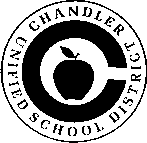 CHANDLER
UNIFIED SCHOOL DISTRICT